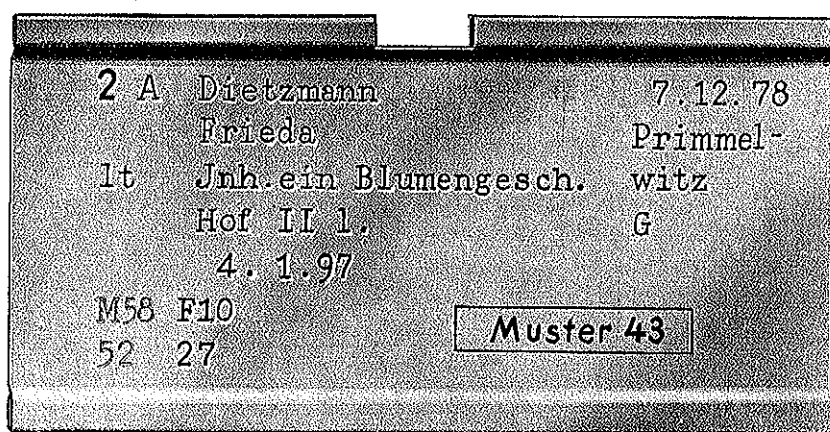 2 A Dietzmann 7.12.78
Frieda Primmel-
lt Jnh.ein Blumengesch. witz
Hof II l. G
4. 1.97
M58 F10
52 27
Muster 43